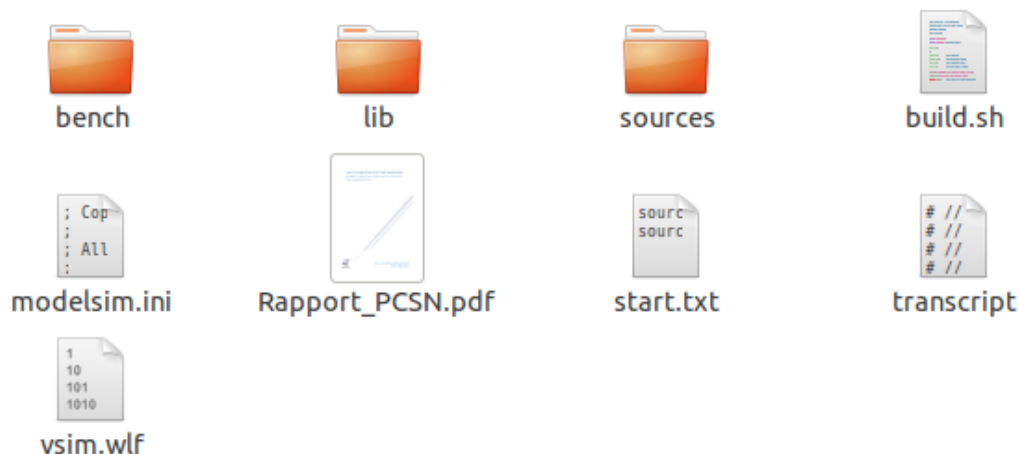 bench
lib
sources
build.sh
; Cop
;
; All
:
modelsim.ini
Rapport_PCSN.pdf
sourc
sourc
start.txt
# //
# //
# //
# //
transcript
1
10
101
1010
vsim.wlf